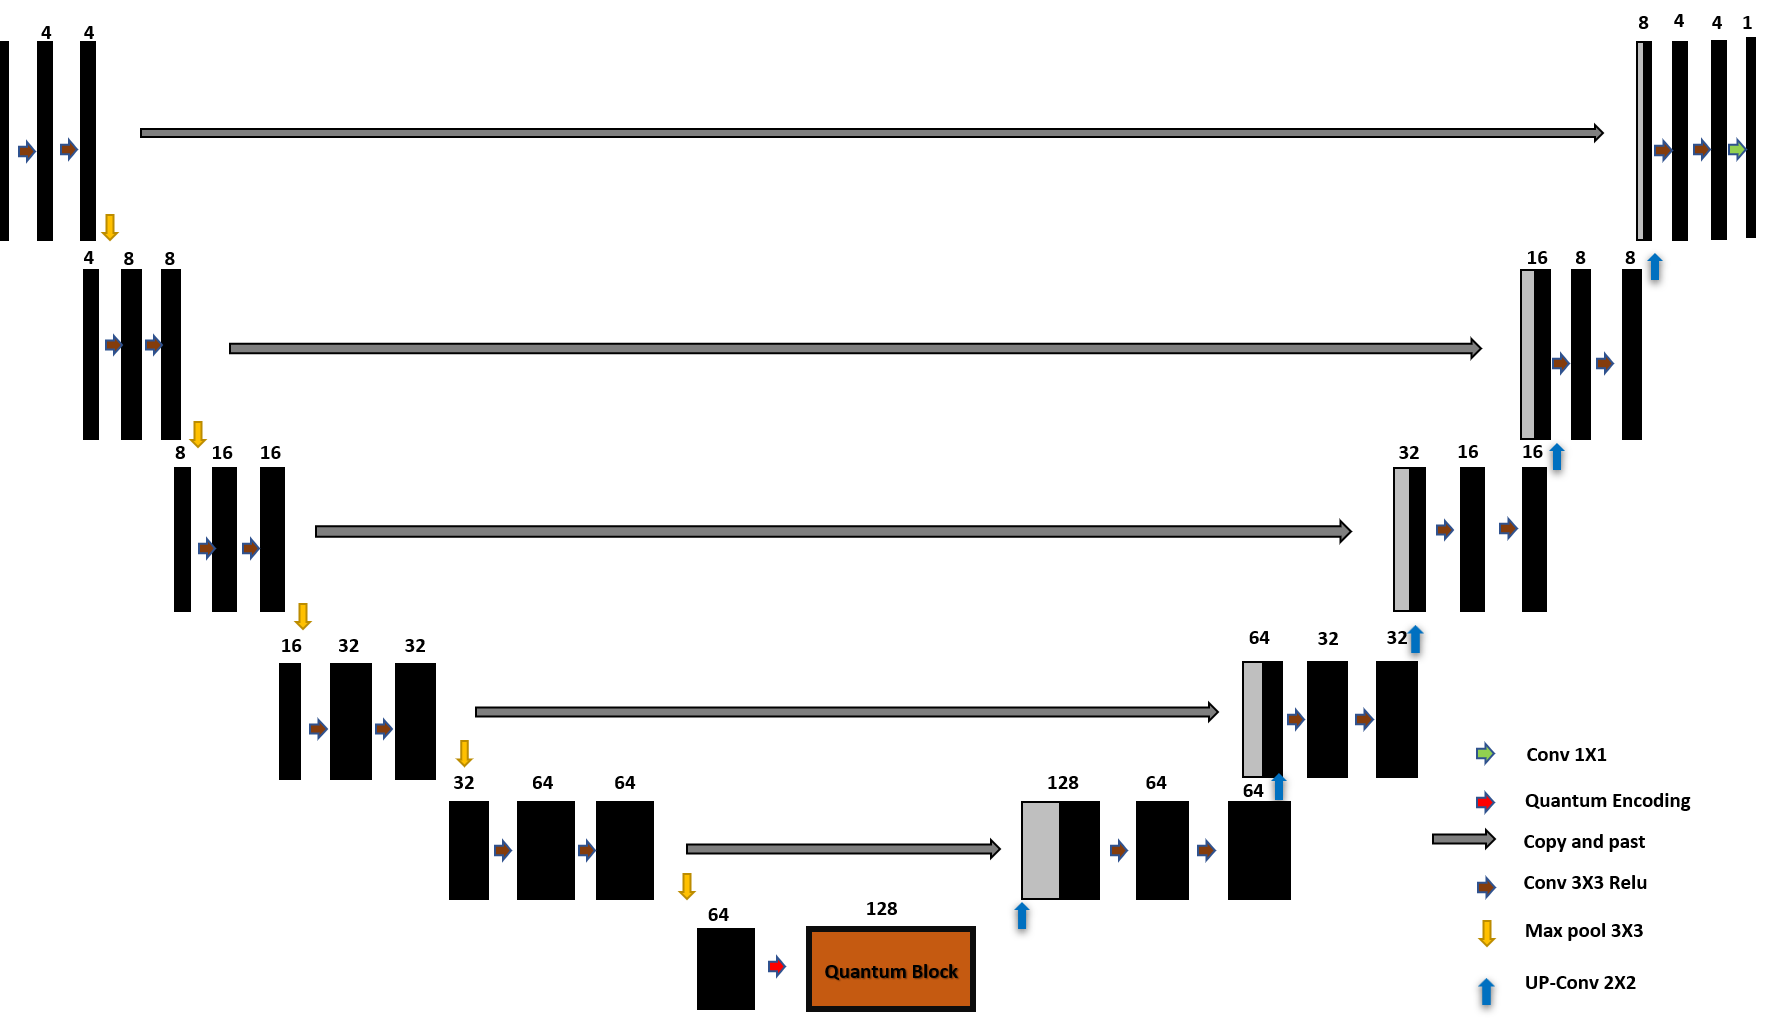 4 4 8 4 4 1
4 8 8 16 8 8
8 16 16 32 16 16
16 32 32 64 32 32
32 64 64 128 64 64
64 128
Quantum Block
Conv 1X1
Quantum Encoding
Copy and past
Conv 3X3 Relu
Max pool 3X3
UP-Conv 2X2